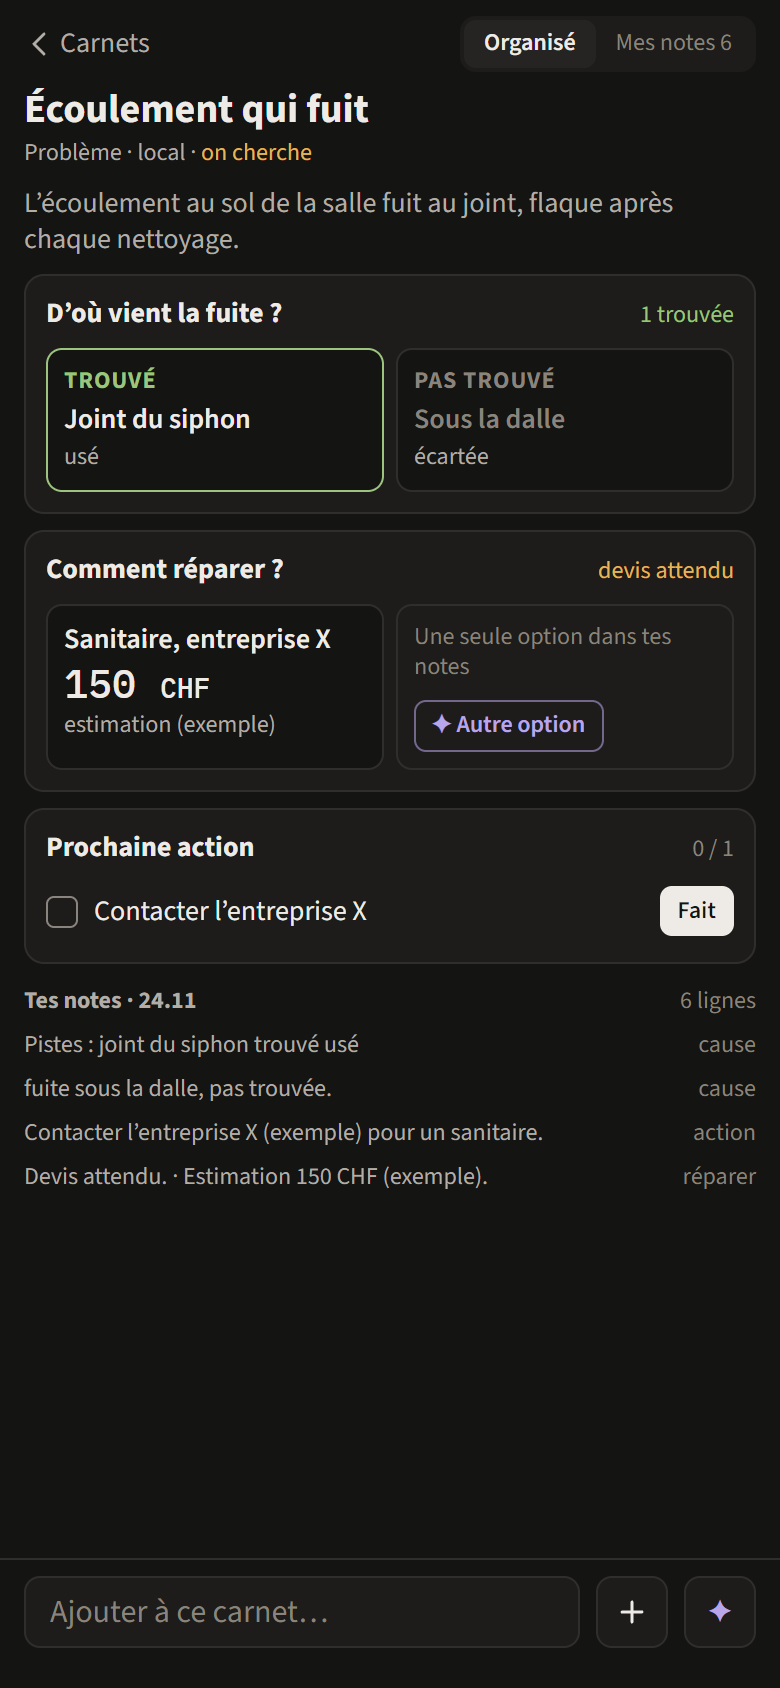 Carnets
Organisé
Mes notes 6
Écoulement qui fuit
Problème · local · on cherche
L’écoulement au sol de la salle fuit au joint, flaque après
chaque nettoyage.
D’où vient la fuite ?
1 trouvée
TROUVÉ
Joint du siphon
usé
PAS TROUVÉ
Sous la dalle
écartée
Comment réparer ?
devis attendu
Sanitaire, entreprise X
150 CHF
estimation (exemple)
Une seule option dans tes
notes
Autre option
Prochaine action
0 / 1
Contacter l’entreprise X
Fait
Tes notes · 24.11
6 lignes
Pistes : joint du siphon trouvé usé
cause
fuite sous la dalle, pas trouvée.
cause
Contacter l’entreprise X (exemple) pour un sanitaire.
action
Devis attendu. · Estimation 150 CHF (exemple).
réparer
Ajouter à ce carnet…